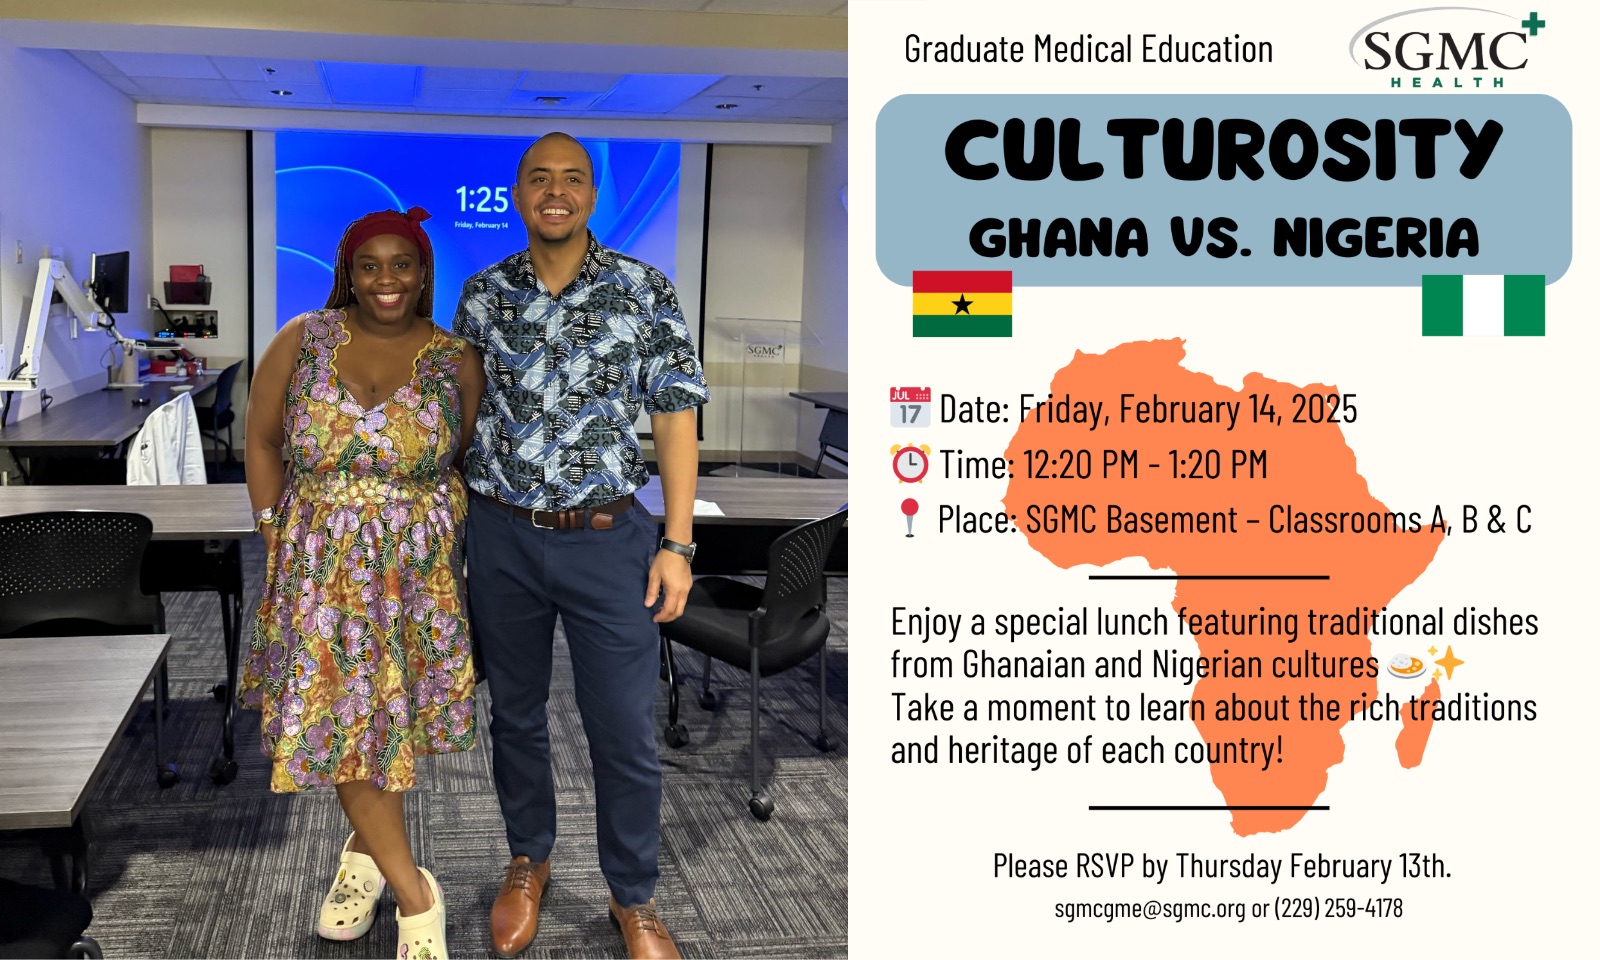 1:25
Friday, February 14
SGMC
HEALTH
Graduate Medical Education
SGMC
HEALTH
CULTUROSITY
GHANA VS. NIGERIA
JUL
17
Date: Friday, February 14, 2025
Time: 12:20 PM - 1:20 PM
Place: SGMC Basement – Classrooms A, B & C
Enjoy a special lunch featuring traditional dishes
from Ghanaian and Nigerian cultures
Take a moment to learn about the rich traditions
and heritage of each country!
Please RSVP by Thursday February 13th.
sgmcgme@sgmc.org or (229) 259-4178